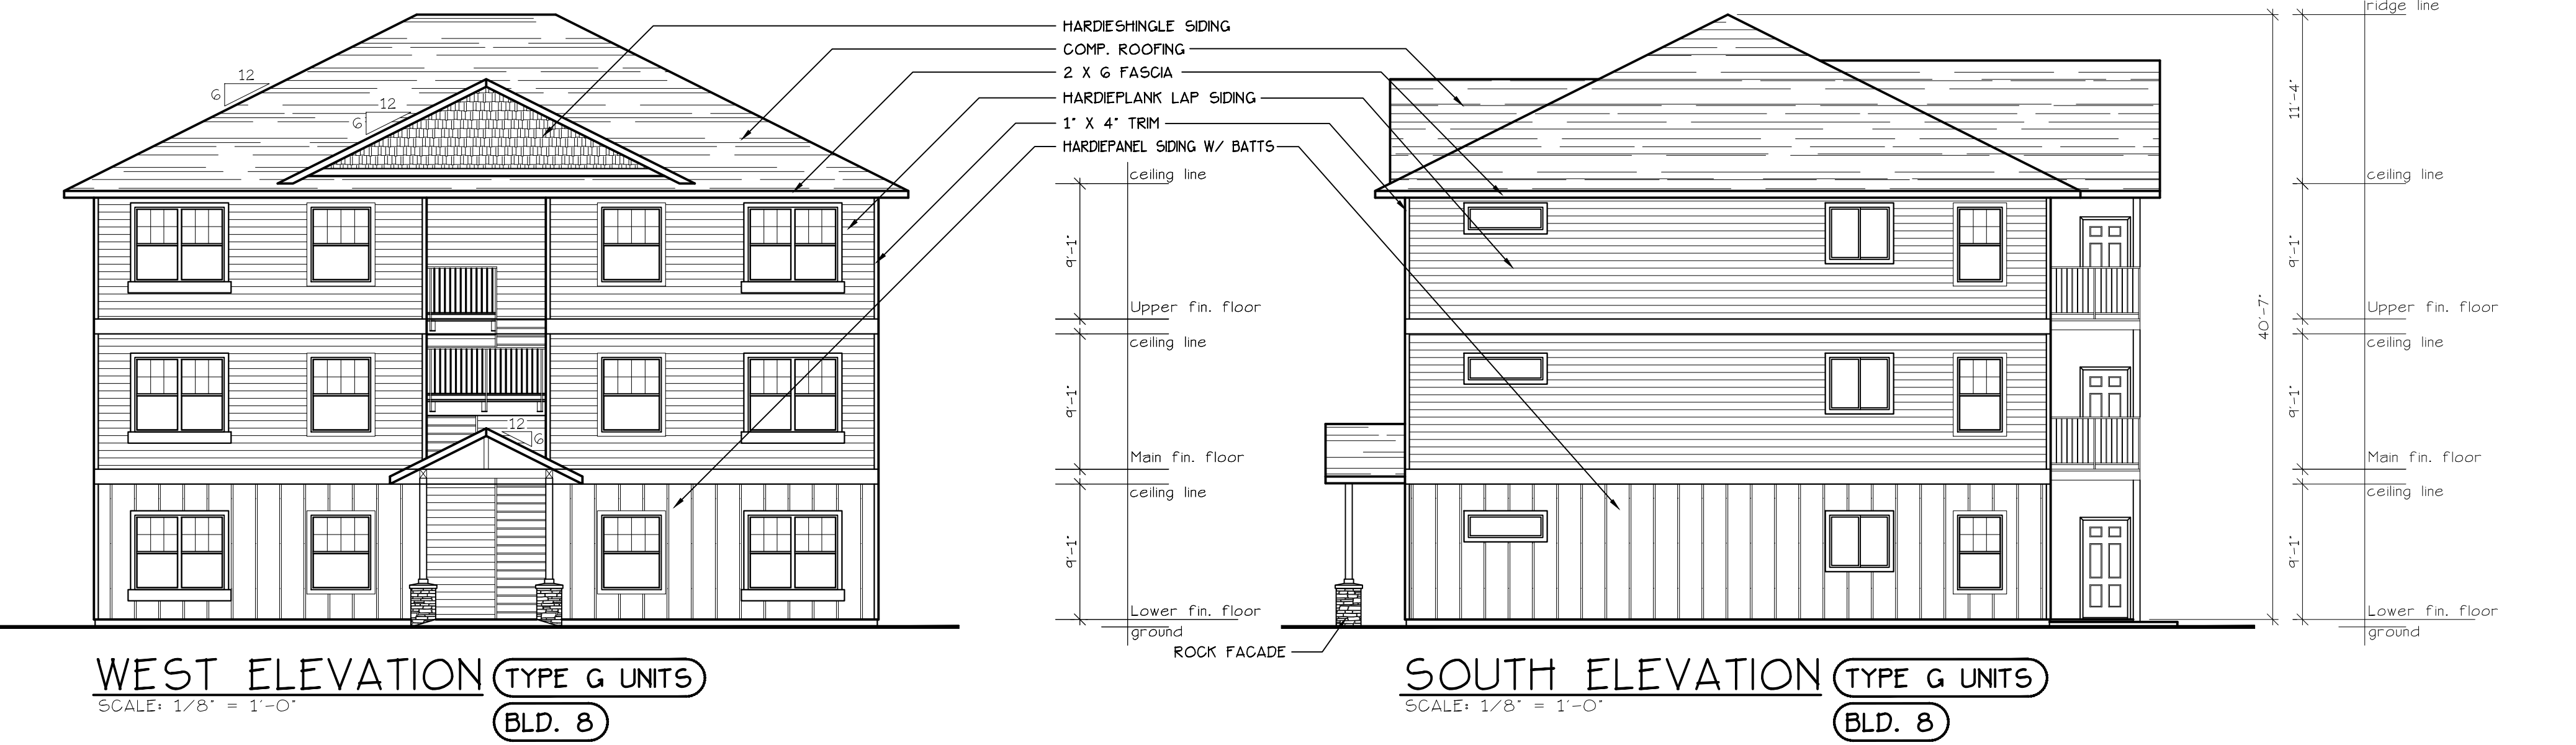 HARDIESHINGLE SIDING
COMP. ROOFING
2 X 6 FASCIA
HARDIEPLANK LAP SIDING
1" X 4" TRIM
HARDIEPANEL SIDING W/ BATTS
12
6
12
6
12
6
ceiling line
9'-1"
Upper fin. floor
ceiling line
9'-1"
Main fin. floor
ceiling line
9'-1"
Lower fin. floor
ground
ROCK FACADE
ridge line
11'-4"
ceiling line
9'-1"
40'-7"
Upper fin. floor
ceiling line
9'-1"
Main fin. floor
ceiling line
9'-1"
Lower fin. floor
ground
WEST ELEVATION TYPE G UNITS
SCALE: 1/8" = 1'-0"
BLD. 8
SOUTH ELEVATION TYPE G UNITS
SCALE: 1/8" = 1'-0"
BLD. 8